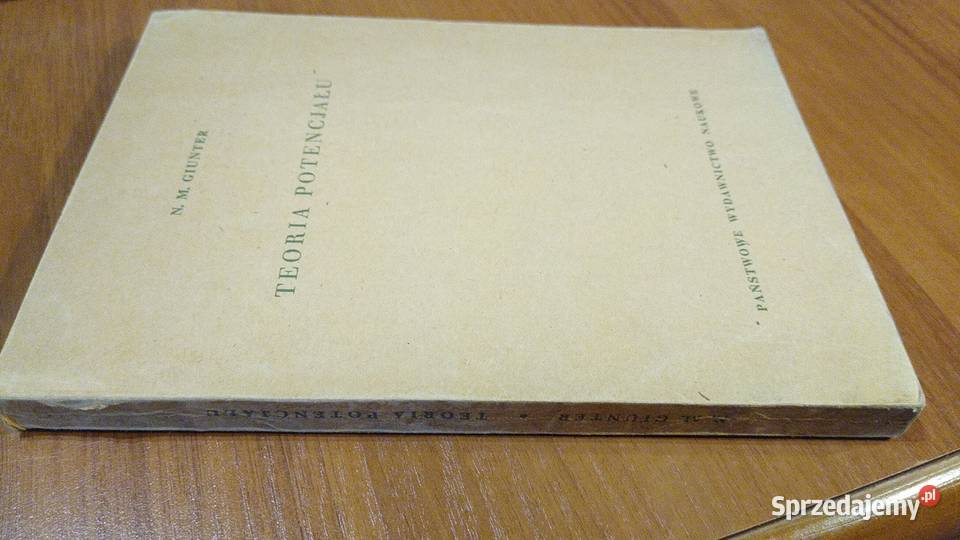 N. M. GIUNTER
TEORIA POTENCJAŁU
PAŃSTWOWE WYDAWNICTWO NAUKOWE
N. M. GIUNTER * TEORIA POTENCJAŁU
Sprzedajemy.pl